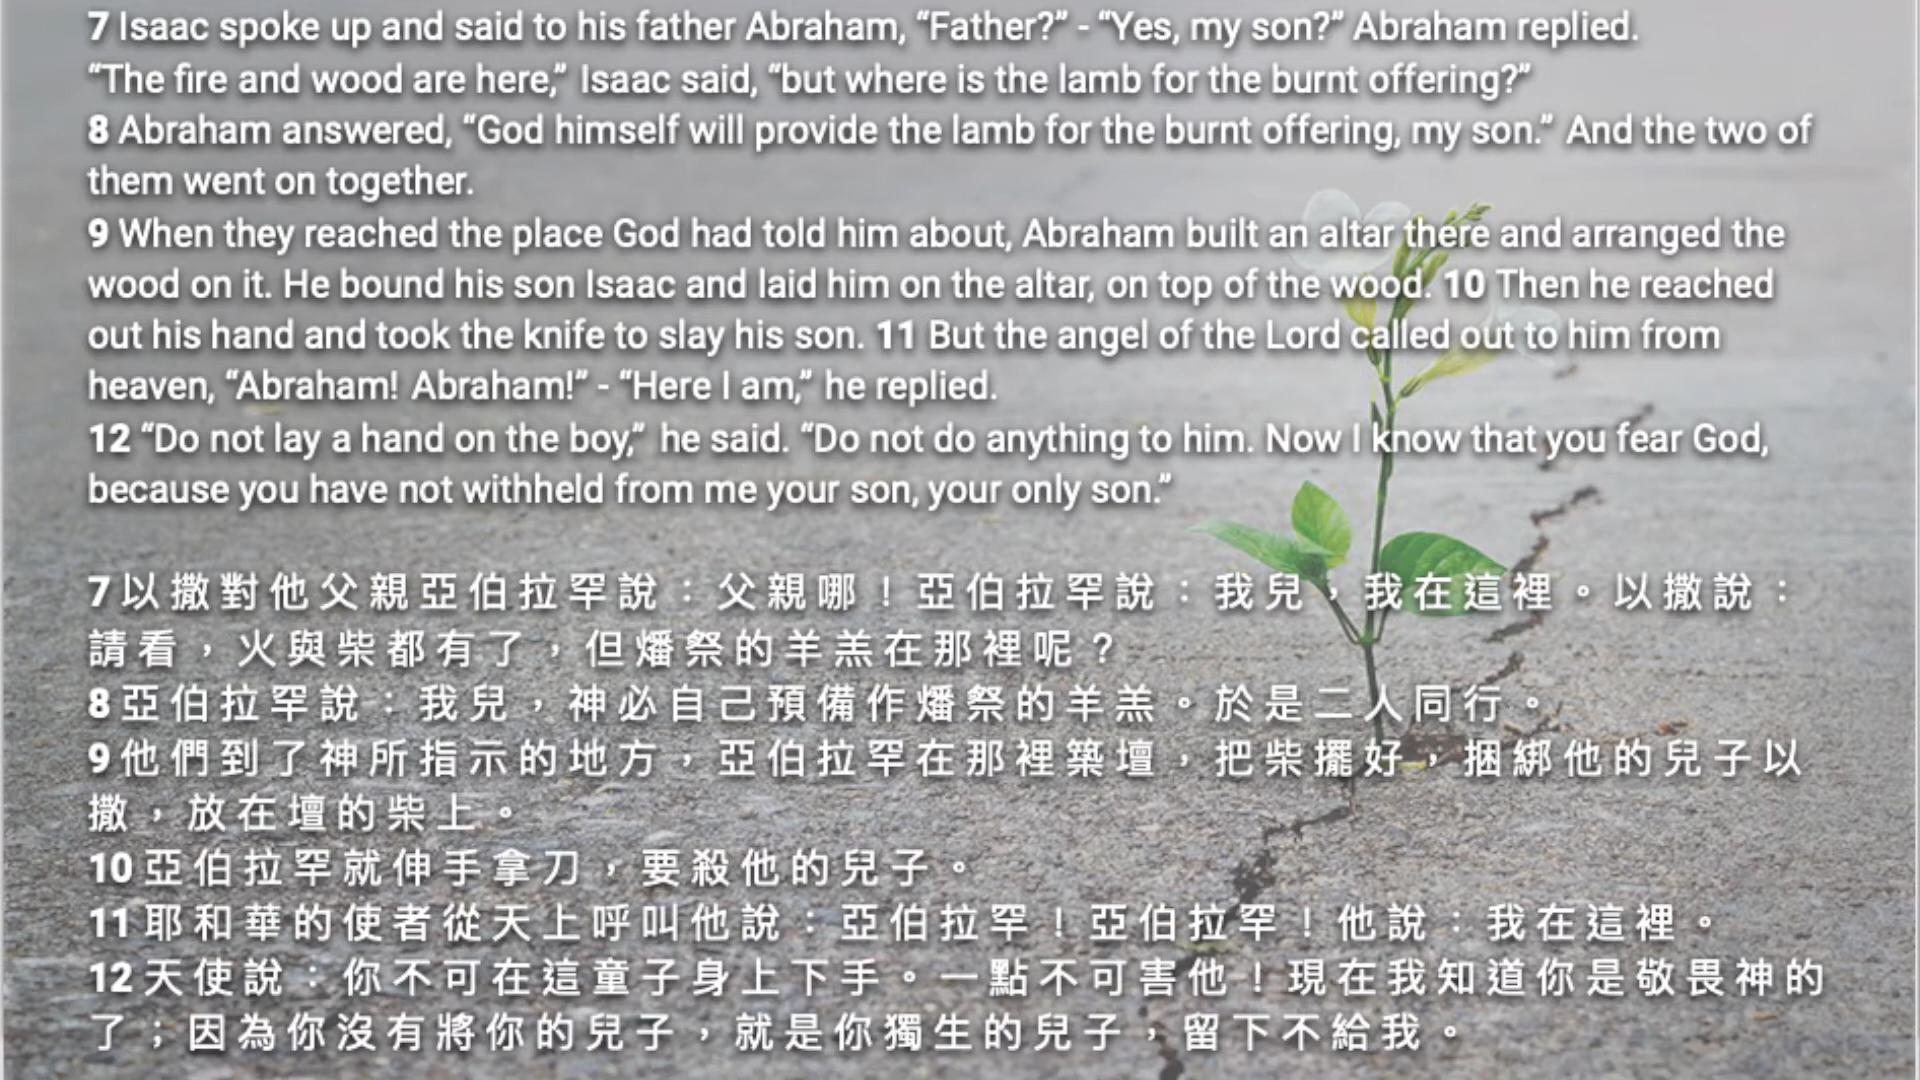 7 Isaac spoke up and said to his father Abraham, “Father?” - “Yes, my son?” Abraham replied.
“The fire and wood are here,” Isaac said, “but where is the lamb for the burnt offering?”
8 Abraham answered, “God himself will provide the lamb for the burnt offering, my son.” And the two of
them went on together.
9 When they reached the place God had told him about, Abraham built an altar there and arranged the
wood on it. He bound his son Isaac and laid him on the altar, on top of the wood. 10 Then he reached
out his hand and took the knife to slay his son. 11 But the angel of the Lord called out to him from
heaven, “Abraham! Abraham!” - “Here I am,” he replied.
12 “Do not lay a hand on the boy,” he said. “Do not do anything to him. Now I know that you fear God,
because you have not withheld from me your son, your only son.”
7 以撒對他父親亞伯拉罕說：父親哪！亞伯拉罕說：我兒，我在這裡。以撒說：
請看，火與柴都有了，但燔祭的羊羔在那裡呢？
8 亞伯拉罕說：我兒，神必自己預備作燔祭的羊羔。於是二人同行。
9 他們到了神所指示的地方，亞伯拉罕在那裡築壇，把柴擺好，捆綁他的兒子以
撒，放在壇的柴上。
10 亞伯拉罕就伸手拿刀，要殺他的兒子。
11 耶和華的使者從天上呼叫他說：亞伯拉罕！亞伯拉罕！他說：我在這裡。
12 天使說：你不可在這童子身上下手。一點不可害他！現在我知道你是敬畏神的
了；因為你沒有將你的兒子，就是你獨生的兒子，留下不給我。